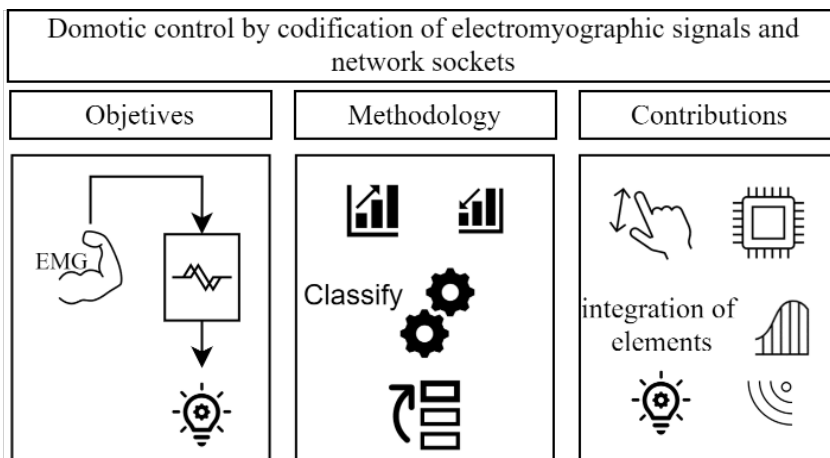 Domotic control by codification of electromyographic signals and
network sockets
Objetives
Methodology
Contributions
EMG
Classify
integration of
elements